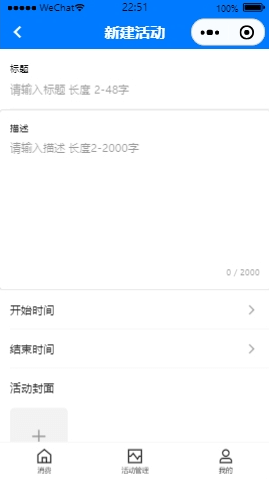 WeChat 22:51 100%
新建活动
标题
请输入标题 长度 2-48字
描述
请输入描述 长度2-2000字
0 / 2000
开始时间
结束时间
活动封面
消息 活动管理 我的